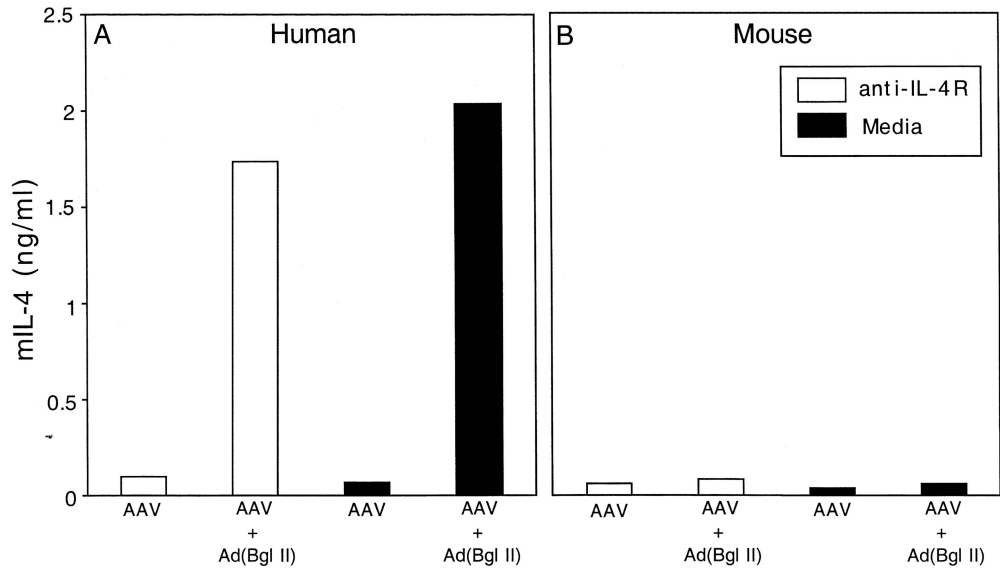 A Human
B Mouse
anti-IL-4R
Media
mIL-4 (ng/ml)
2.5
2
1.5
1
0.5
0
AAV
AAV
+
Ad(Bgl II)
AAV
AAV
+
Ad(Bgl II)
AAV
AAV
+
Ad(Bgl II)
AAV
AAV
+
Ad(Bgl II)